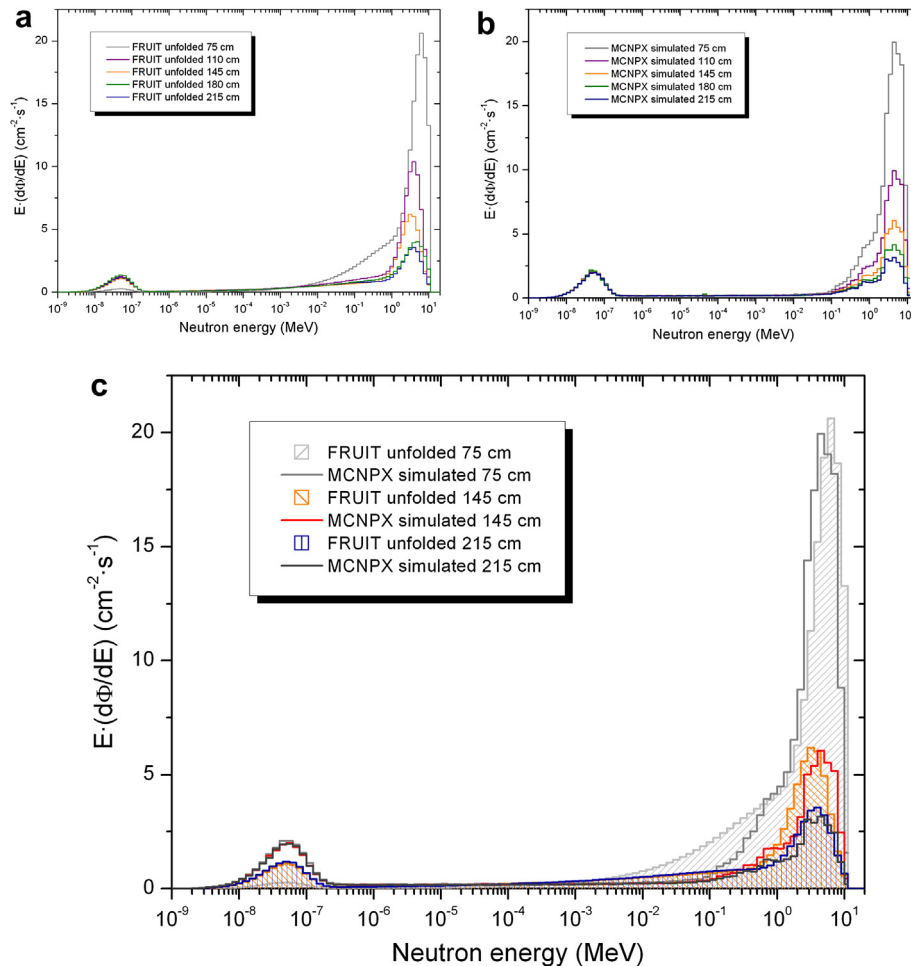 a
FRUIT unfolded 75 cm
FRUIT unfolded 110 cm
FRUIT unfolded 145 cm
FRUIT unfolded 180 cm
FRUIT unfolded 215 cm
E·(dΦ/dE) (cm⁻²·s⁻¹)
20
15
10
5
0
10⁻⁹ 10⁻⁸ 10⁻⁷ 10⁻⁶ 10⁻⁵ 10⁻⁴ 10⁻³ 10⁻² 10⁻¹ 10⁰ 10¹
Neutron energy (MeV)
b
MCNPX simulated 75 cm
MCNPX simulated 110 cm
MCNPX simulated 145 cm
MCNPX simulated 180 cm
MCNPX simulated 215 cm
E·(dΦ/dE) (cm⁻²·s⁻¹)
20
15
10
5
0
10⁻⁹ 10⁻⁸ 10⁻⁷ 10⁻⁶ 10⁻⁵ 10⁻⁴ 10⁻³ 10⁻² 10⁻¹ 10⁰ 10¹
Neutron energy (MeV)
c
FRUIT unfolded 75 cm
MCNPX simulated 75 cm
FRUIT unfolded 145 cm
MCNPX simulated 145 cm
FRUIT unfolded 215 cm
MCNPX simulated 215 cm
E·(dΦ/dE) (cm⁻²·s⁻¹)
20
15
10
5
0
10⁻⁹ 10⁻⁸ 10⁻⁷ 10⁻⁶ 10⁻⁵ 10⁻⁴ 10⁻³ 10⁻² 10⁻¹ 10⁰ 10¹
Neutron energy (MeV)